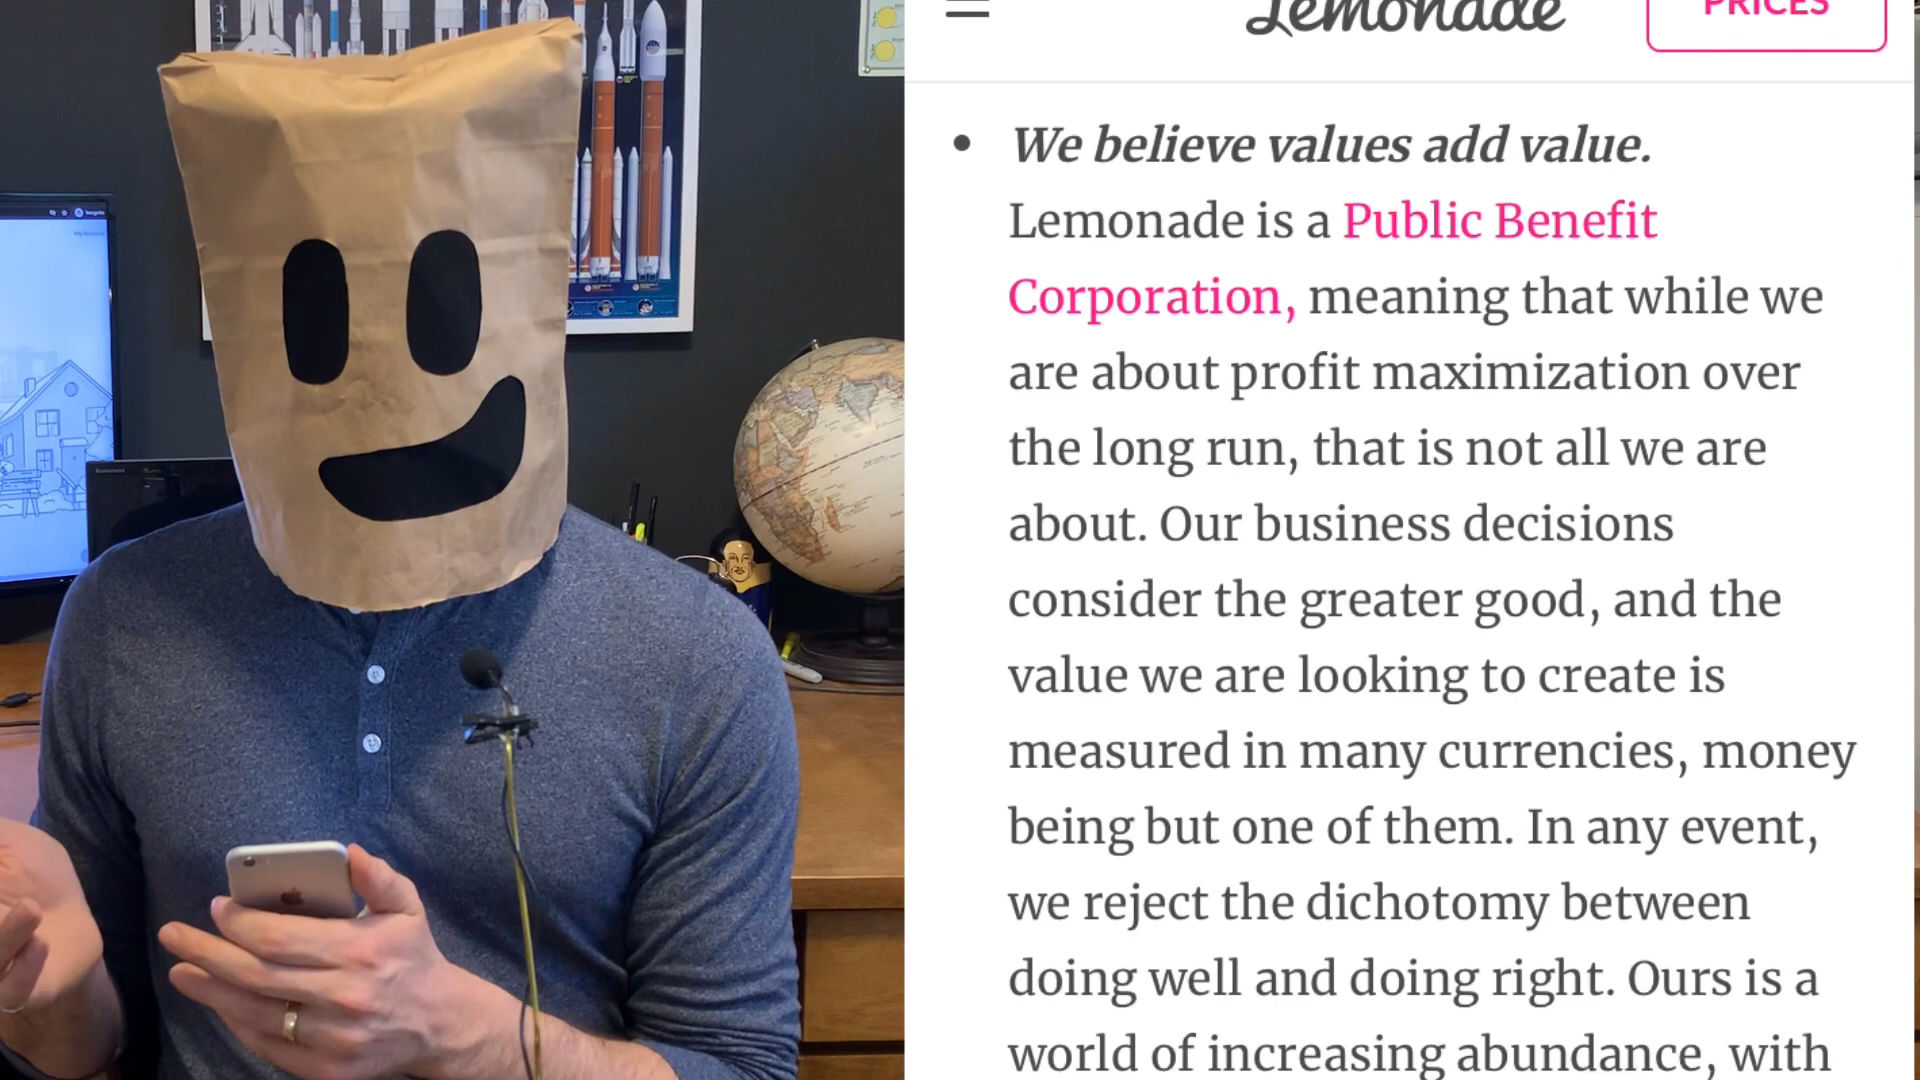 Lemonade
PRICES
We believe values add value.
Lemonade is a Public Benefit
Corporation, meaning that while we
are about profit maximization over
the long run, that is not all we are
about. Our business decisions
consider the greater good, and the
value we are looking to create is
measured in many currencies, money
being but one of them. In any event,
we reject the dichotomy between
doing well and doing right. Ours is a
world of increasing abundance, with